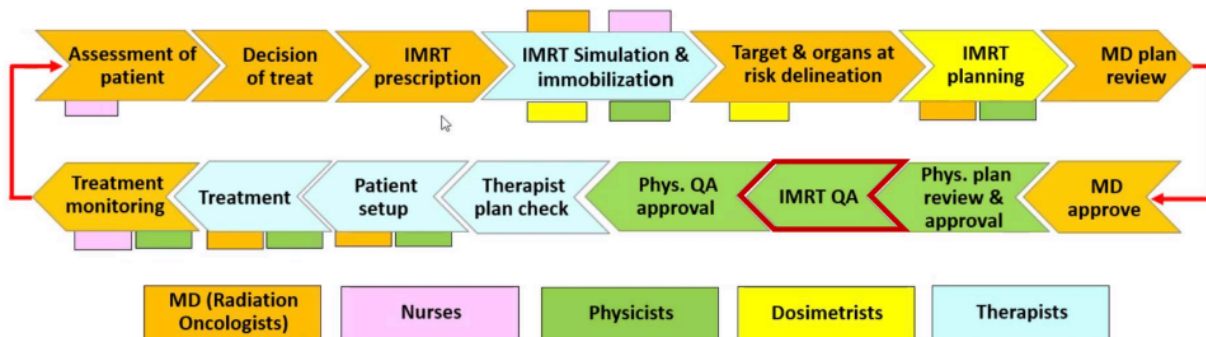 Assessment of
patient
Decision
of treat
IMRT
prescription
IMRT Simulation &
immobilization
Target & organs at
risk delineation
IMRT
planning
MD plan
review
Treatment
monitoring
Treatment
Patient
setup
Therapist
plan check
Phys. QA
approval
IMRT QA
Phys. plan
review &
approval
MD
approve
MD (Radiation
Oncologists)
Nurses
Physicists
Dosimetrists
Therapists